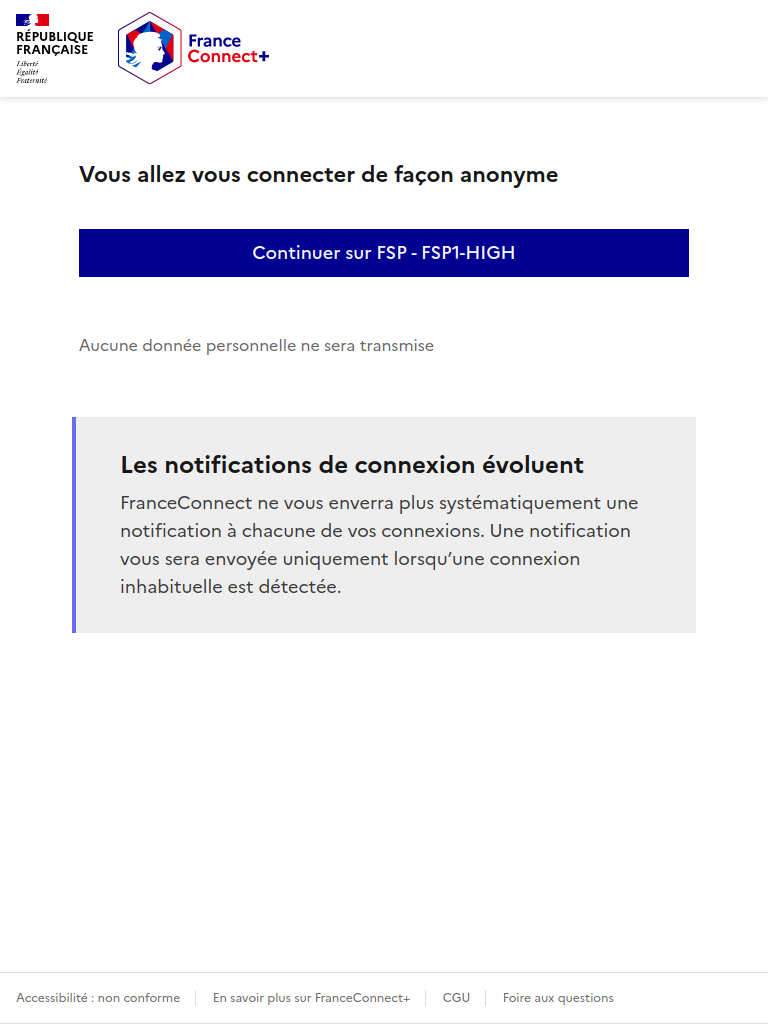 RÉPUBLIQUE
FRANÇAISE
Liberté
Égalité
Fraternité
France
Connect+
Vous allez vous connecter de façon anonyme
Continuer sur FSP - FSP1-HIGH
Aucune donnée personnelle ne sera transmise
Les notifications de connexion évoluent
FranceConnect ne vous enverra plus systématiquement une
notification à chacune de vos connexions. Une notification
vous sera envoyée uniquement lorsqu’une connexion
inhabituelle est détectée.
Accessibilité : non conforme
En savoir plus sur FranceConnect+
CGU
Foire aux questions